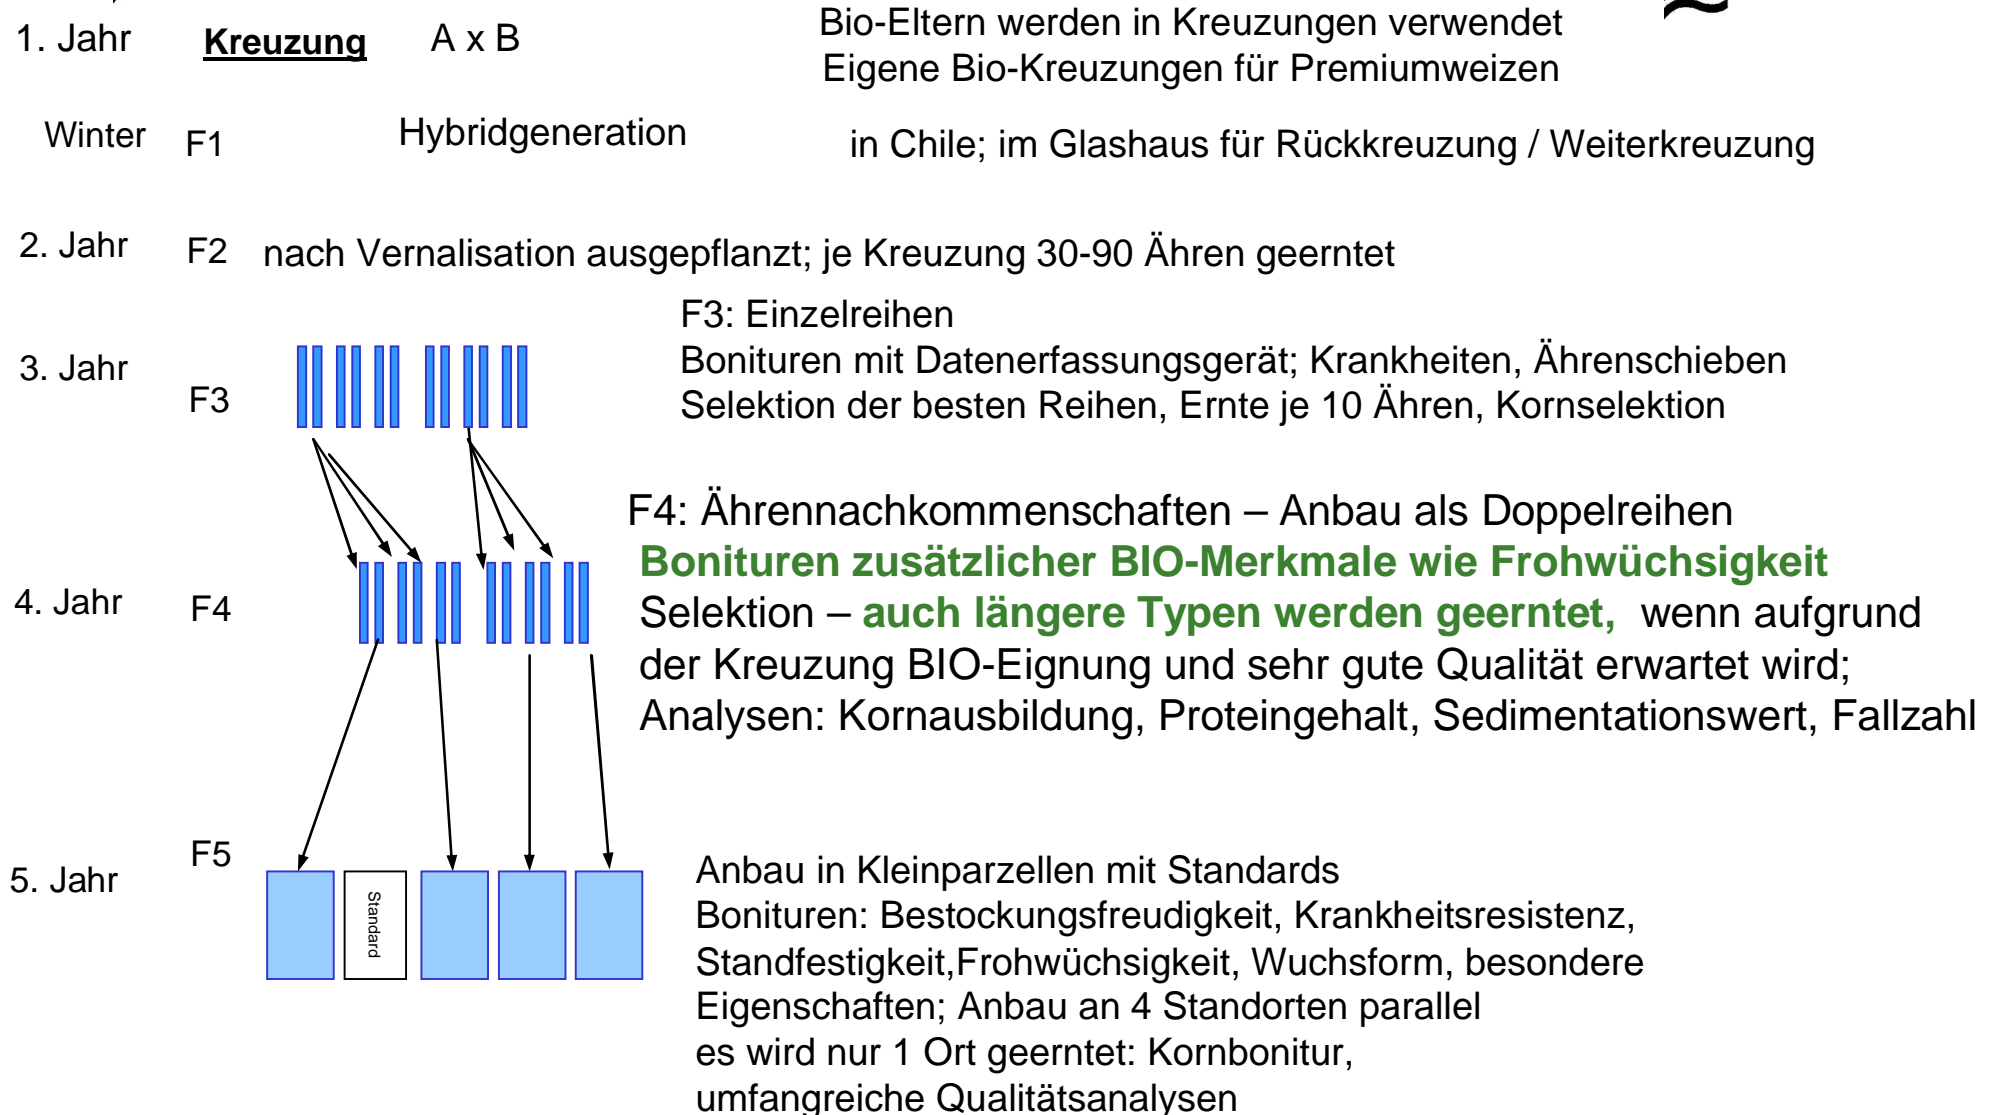 1. Jahr Kreuzung A x B Bio-Eltern werden in Kreuzungen verwendet
Eigene Bio-Kreuzungen für Premiumweizen
Winter F1 Hybridgeneration in Chile; im Glashaus für Rückkreuzung / Weiterkreuzung
2. Jahr F2 nach Vernalisation ausgepflanzt; je Kreuzung 30-90 Ähren geerntet
3. Jahr F3
F3: Einzelreihen
Bonituren mit Datenerfassungsgerät; Krankheiten, Ährenschieben
Selektion der besten Reihen, Ernte je 10 Ähren, Kornselektion
4. Jahr F4
F4: Ährennachkommenschaften – Anbau als Doppelreihen
Bonituren zusätzlicher BIO-Merkmale wie Frohwüchsigkeit
Selektion – auch längere Typen werden geerntet, wenn aufgrund
der Kreuzung BIO-Eignung und sehr gute Qualität erwartet wird;
Analysen: Kornausbildung, Proteingehalt, Sedimentationswert, Fallzahl
5. Jahr F5
Standard
Anbau in Kleinparzellen mit Standards
Bonituren: Bestockungsfreudigkeit, Krankheitsresistenz,
Standfestigkeit,Frohwüchsigkeit, Wuchsform, besondere
Eigenschaften; Anbau an 4 Standorten parallel
es wird nur 1 Ort geerntet: Kornbonitur,
umfangreiche Qualitätsanalysen